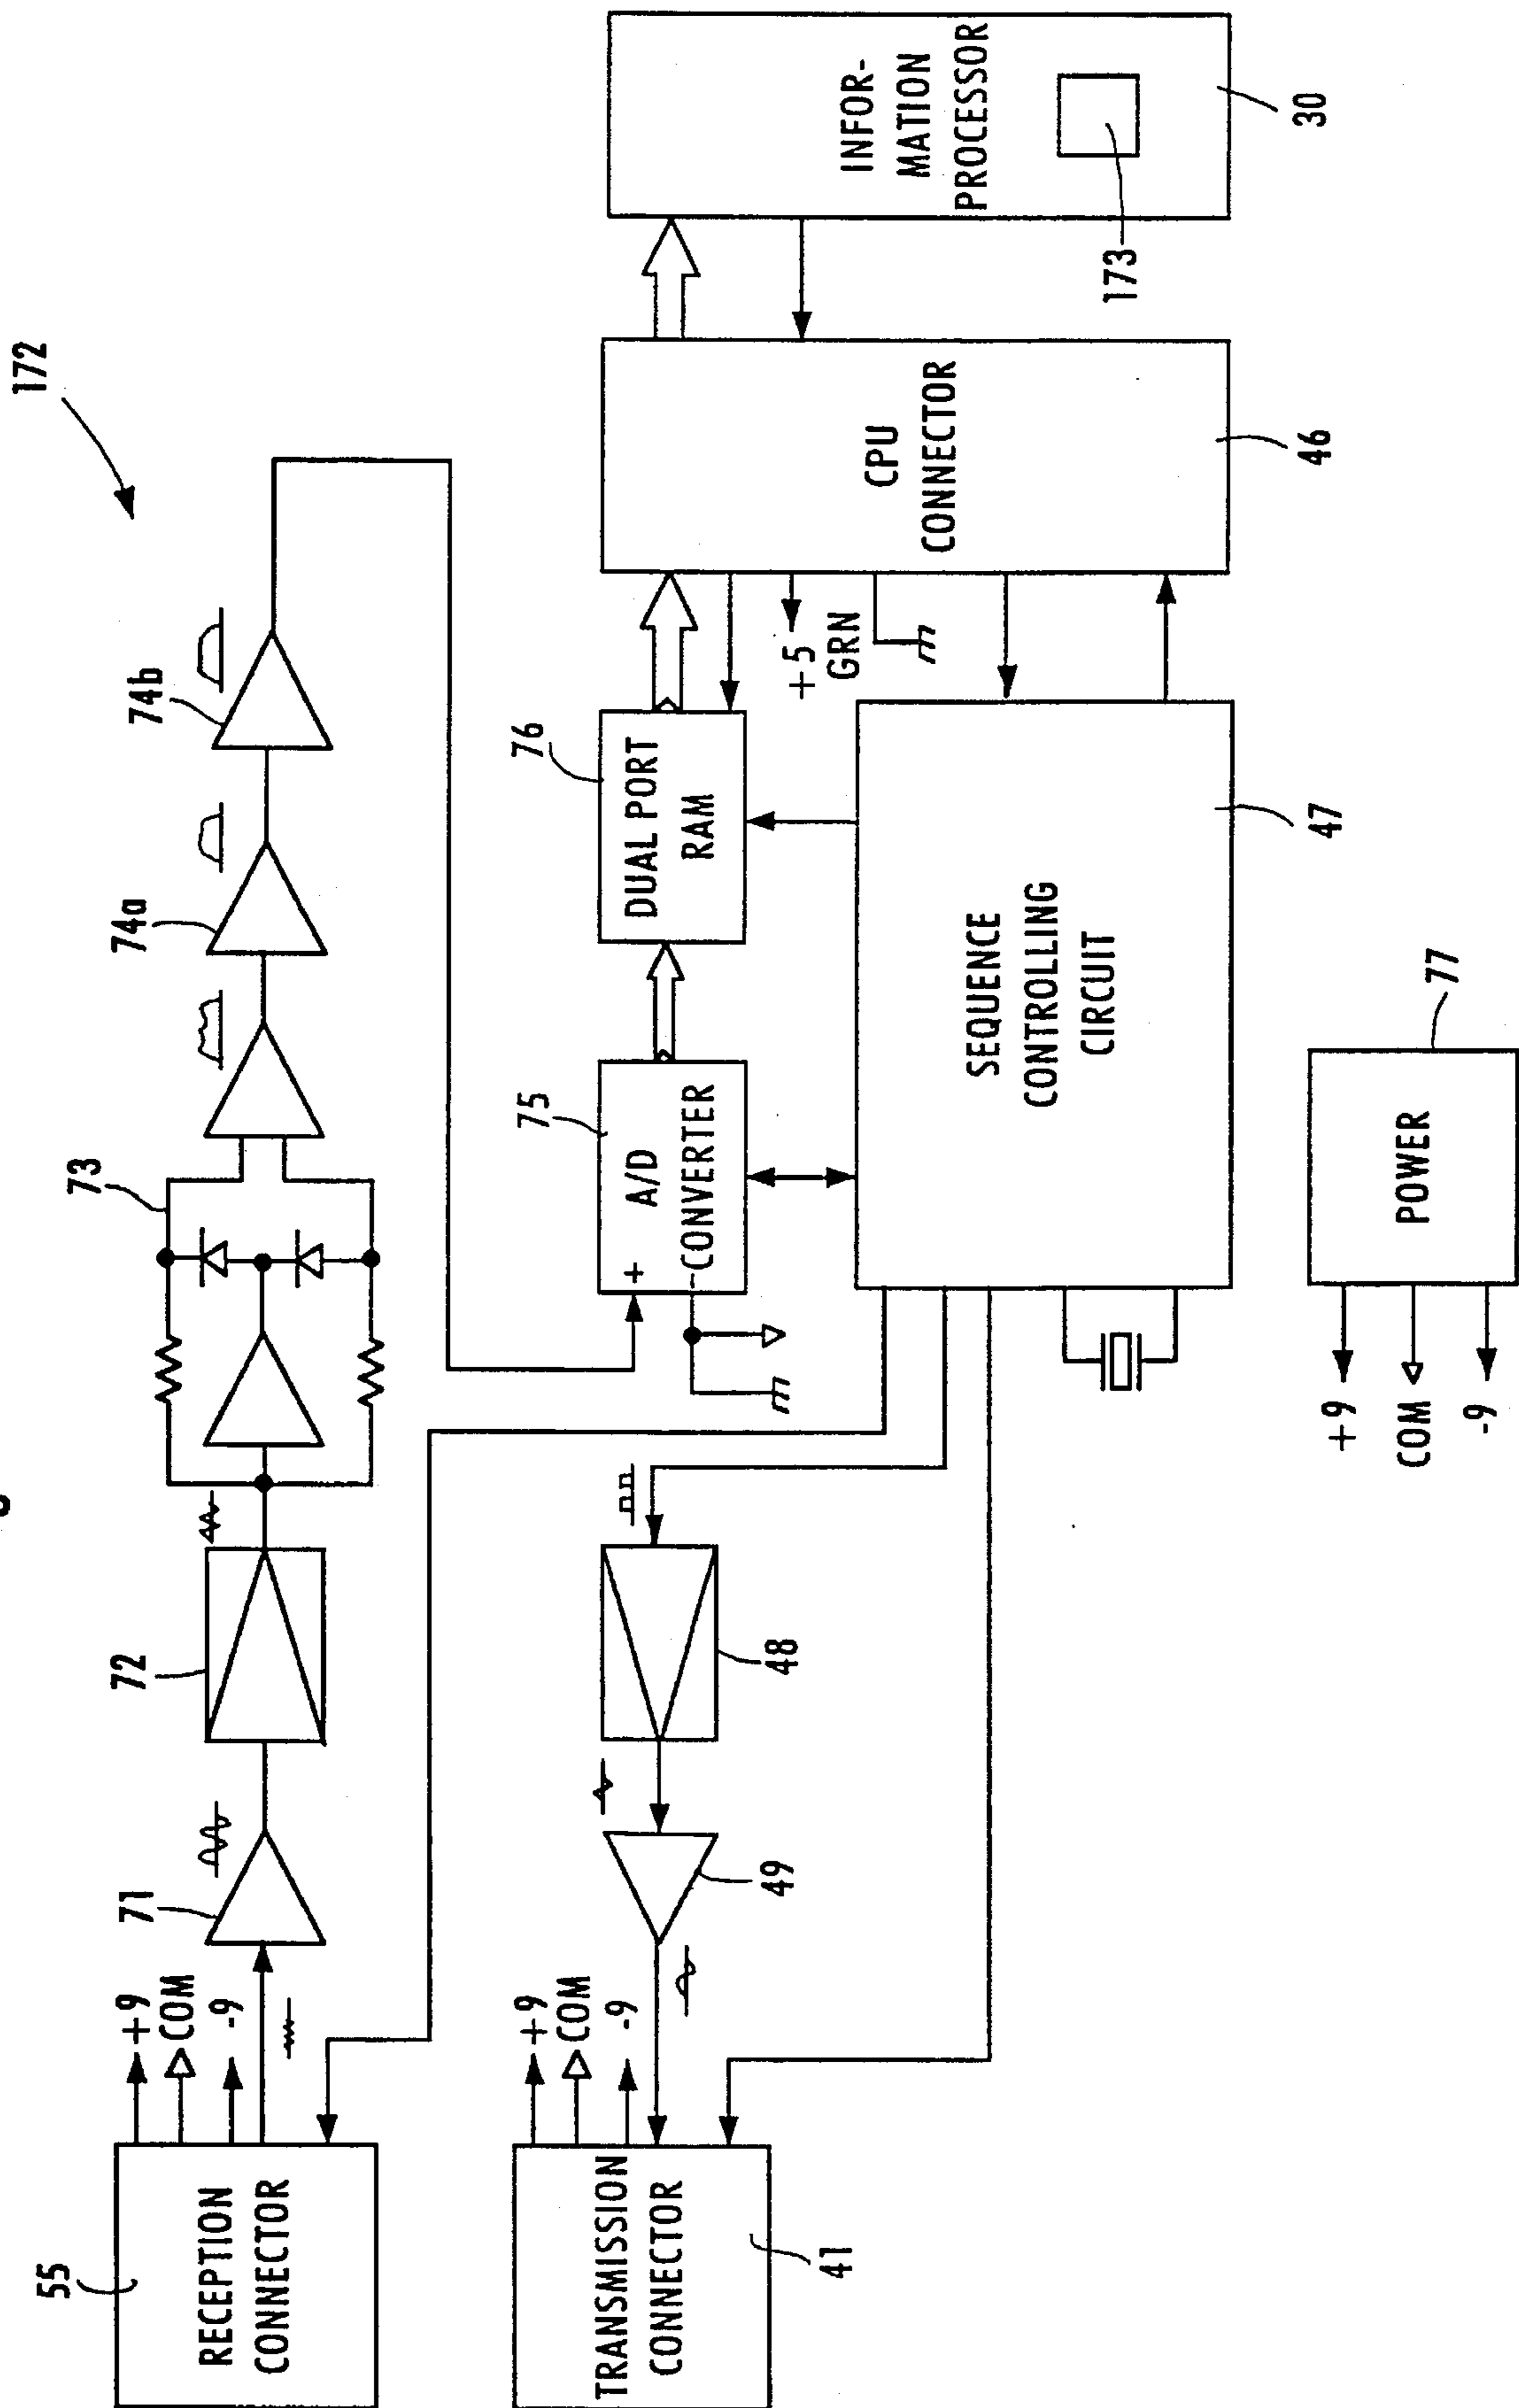 172
55
RECEPTION
CONNECTOR
+9
COM
-9
71
72
73
74a
74b
TRANSMISSION
CONNECTOR
41
+9
COM
-9
49
48
75
A/D
CONVERTER
+
-
76
DUAL PORT
RAM
+5
GRN
CPU
CONNECTOR
46
INFOR-
MATION
PROCESSOR
173
30
SEQUENCE
CONTROLLING
CIRCUIT
47
POWER
77
+9
COM
-9